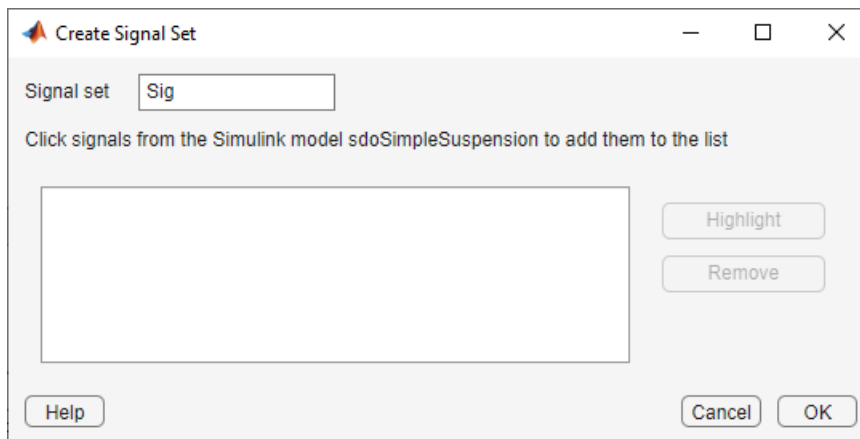 Create Signal Set
Signal set Sig
Click signals from the Simulink model sdoSimpleSuspension to add them to the list
Highlight
Remove
Help Cancel OK